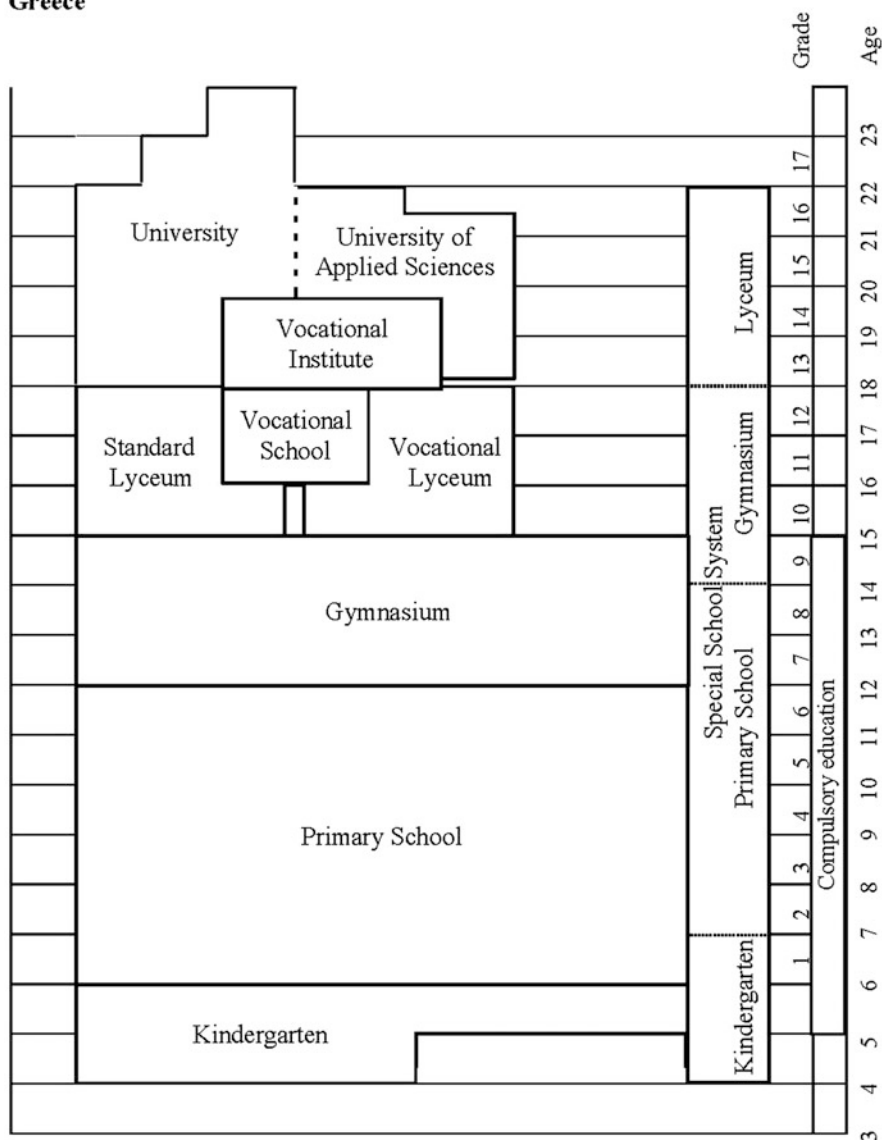 Greece
Grade
Age
23
17
22
University
16
University of
Applied Sciences
21
15
20
Lyceum
Vocational
Institute
14
19
13
18
Standard
Lyceum
Vocational
School
Vocational
Lyceum
12
17
11
16
10
Gymnasium
15
9
14
Gymnasium
8
13
7
12
Special School System
Primary School
6
11
5
10
Primary School
4
9
3
8
2
7
Compulsory education
1
6
Kindergarten
Kindergarten
5
4
3